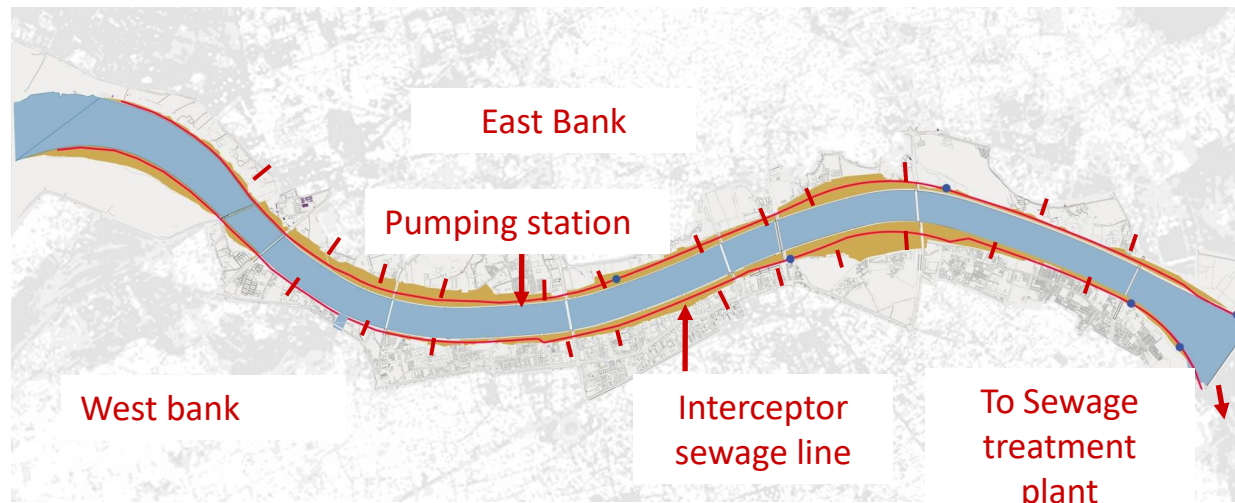 East Bank
Pumping station
West bank
Interceptor
sewage line
To Sewage
treatment
plant